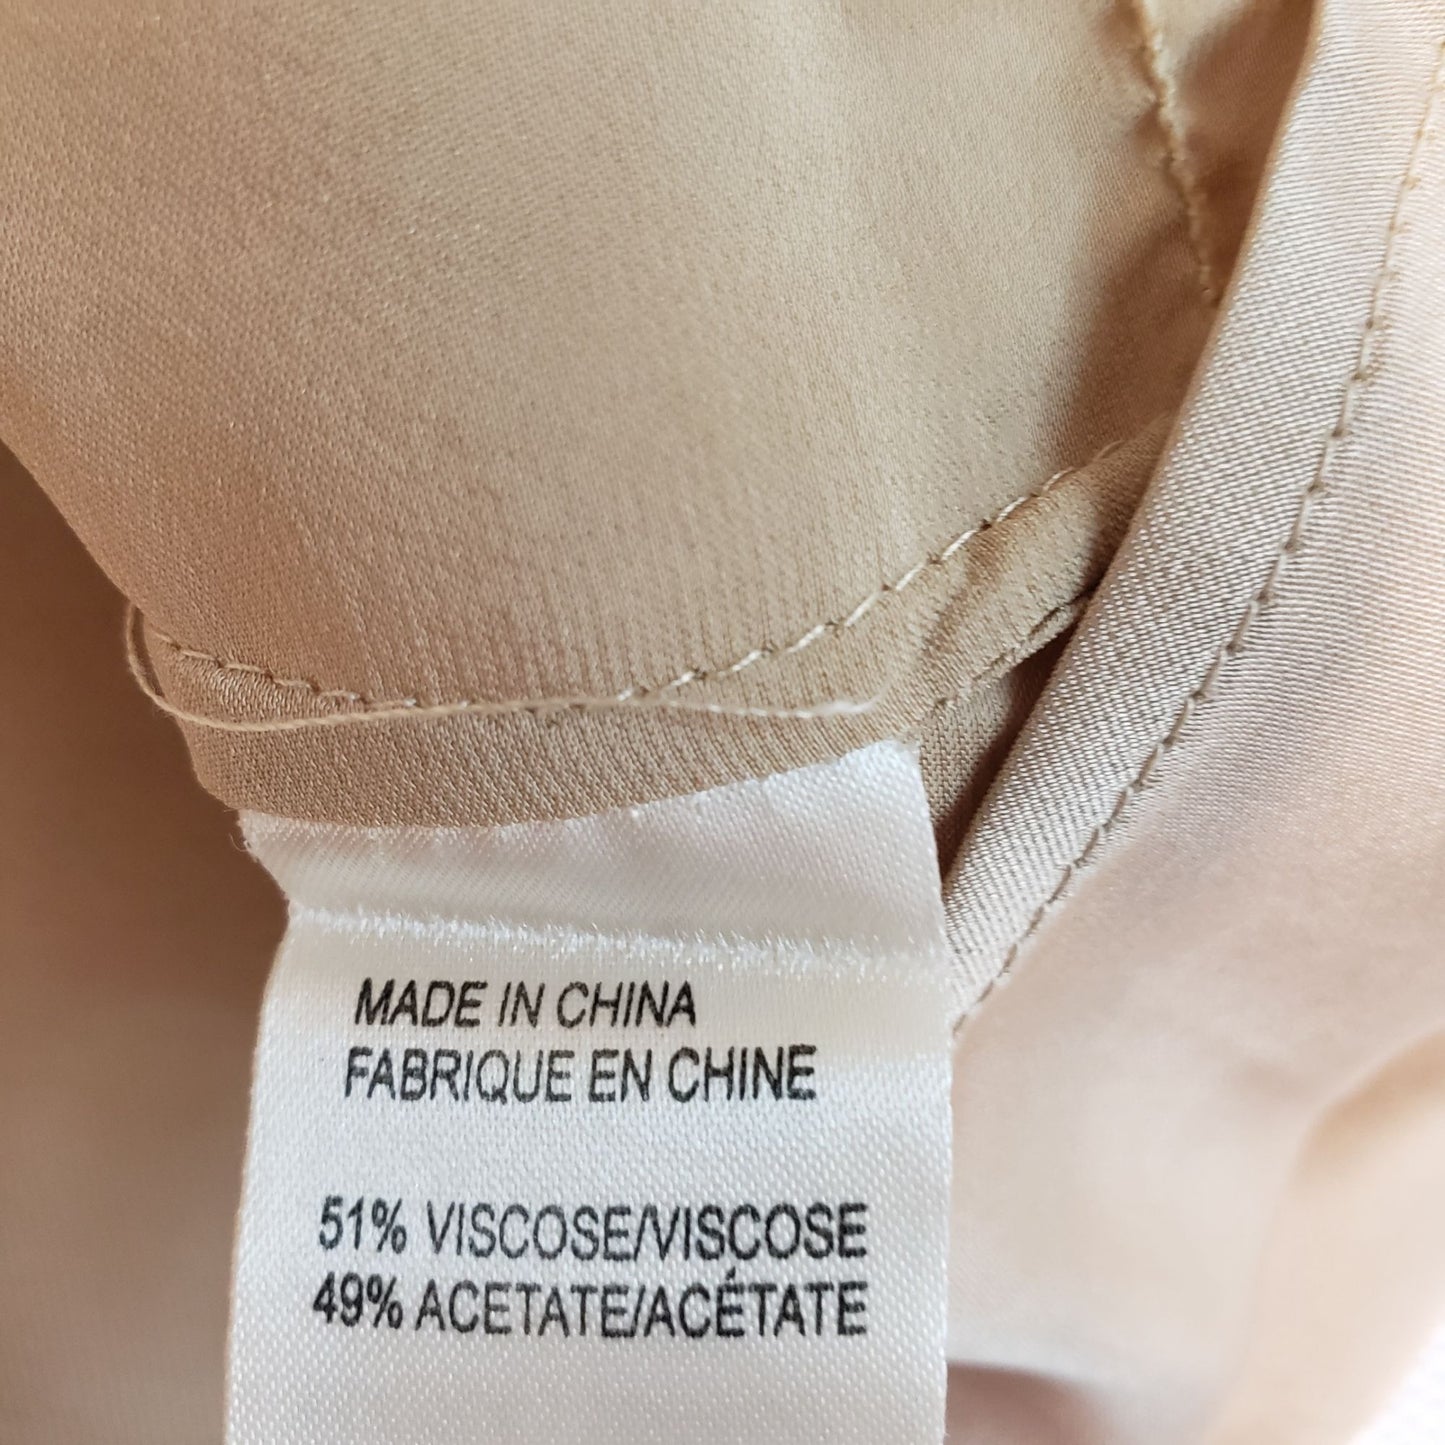 MADE IN CHINA
FABRIQUE EN CHINE
51% VISCOSE/VISCOSE
49% ACETATE/ACÉTATE